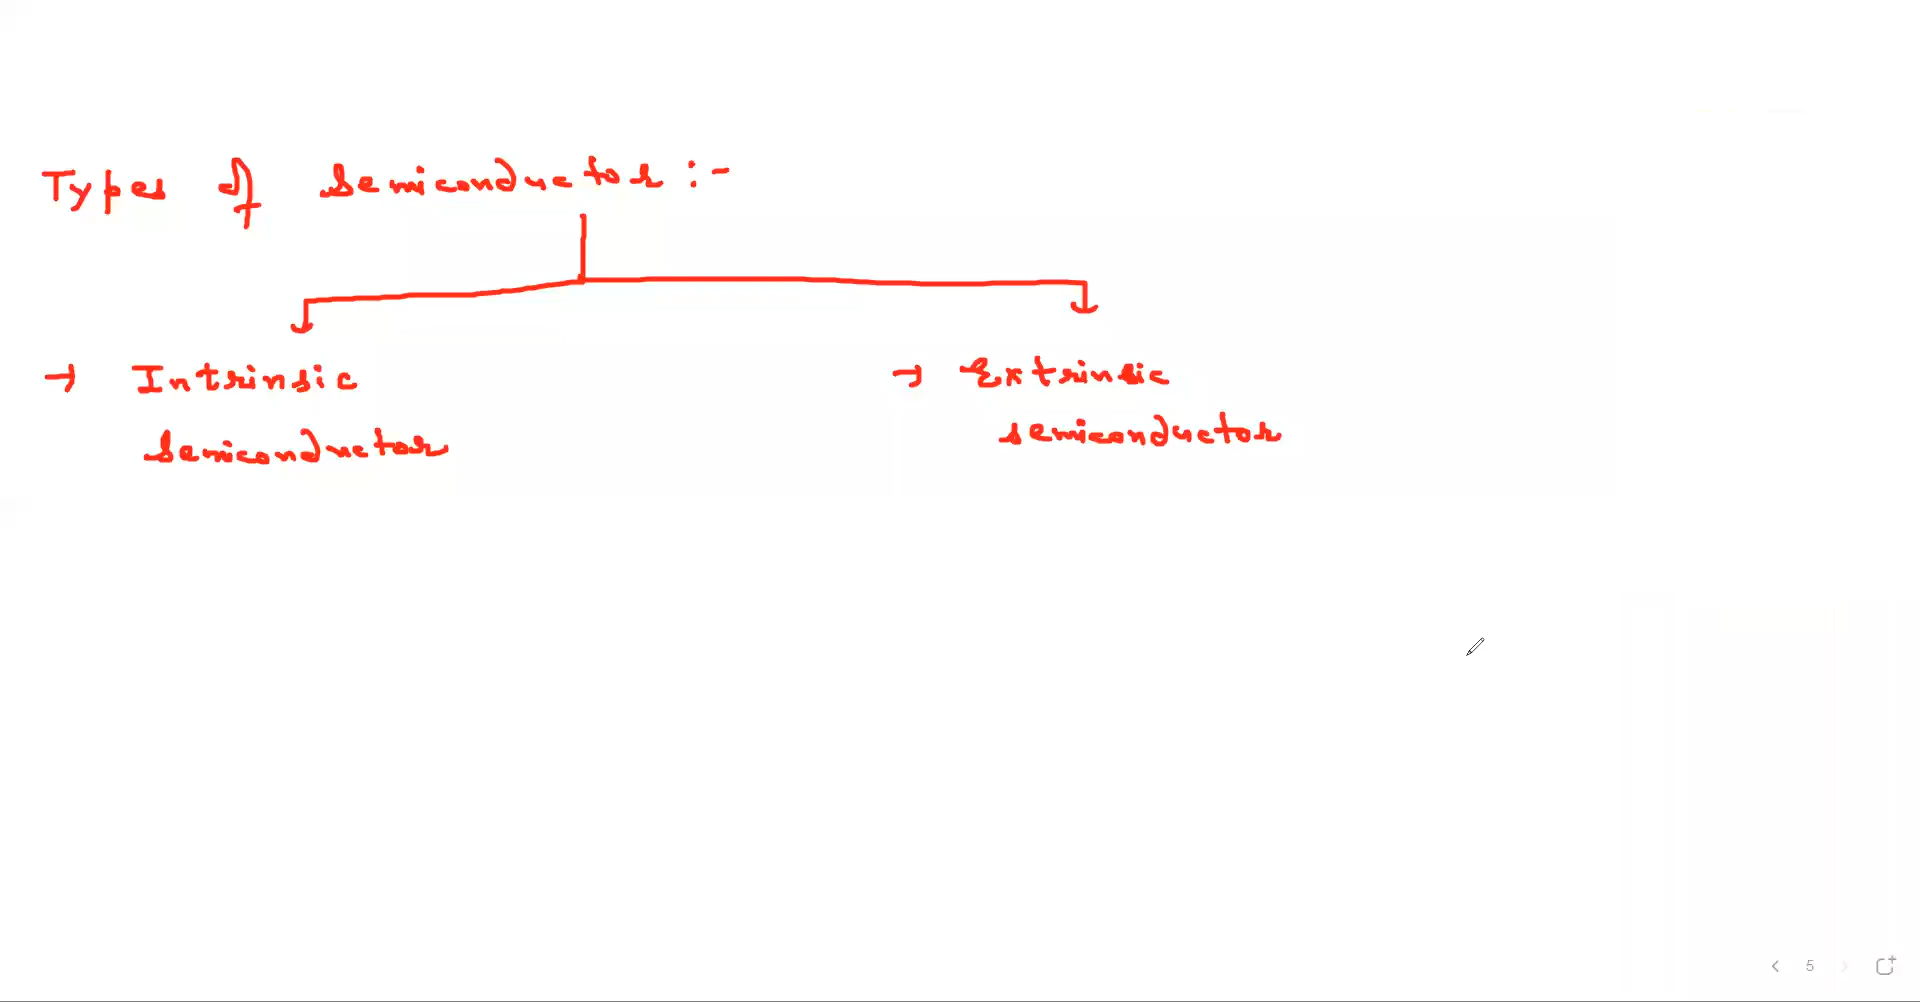 Types of Semiconductor :-
→ Intrinsic
Semiconductor
→ Extrinsic
semiconductor
5